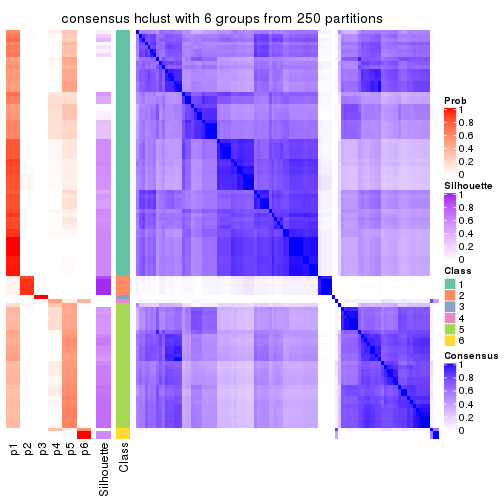 consensus hclust with 6 groups from 250 partitions
Prob
1
0.8
0.6
0.4
0.2
0
Silhouette
1
0.8
0.6
0.4
0.2
0
Class
1
2
3
4
5
6
Consensus
1
0.8
0.6
0.4
0.2
0
p1
p2
p3
p4
p5
p6
Silhouette
Class